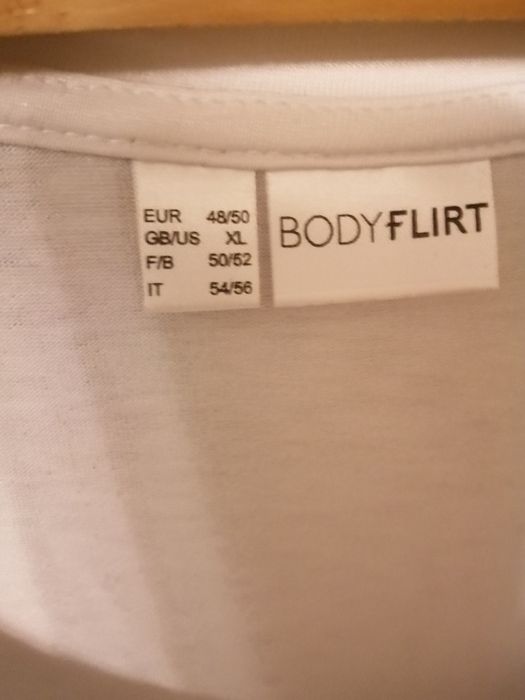 EUR 48/50
GB/US XL
F/B 50/52
IT 54/56
BODYFLIRT